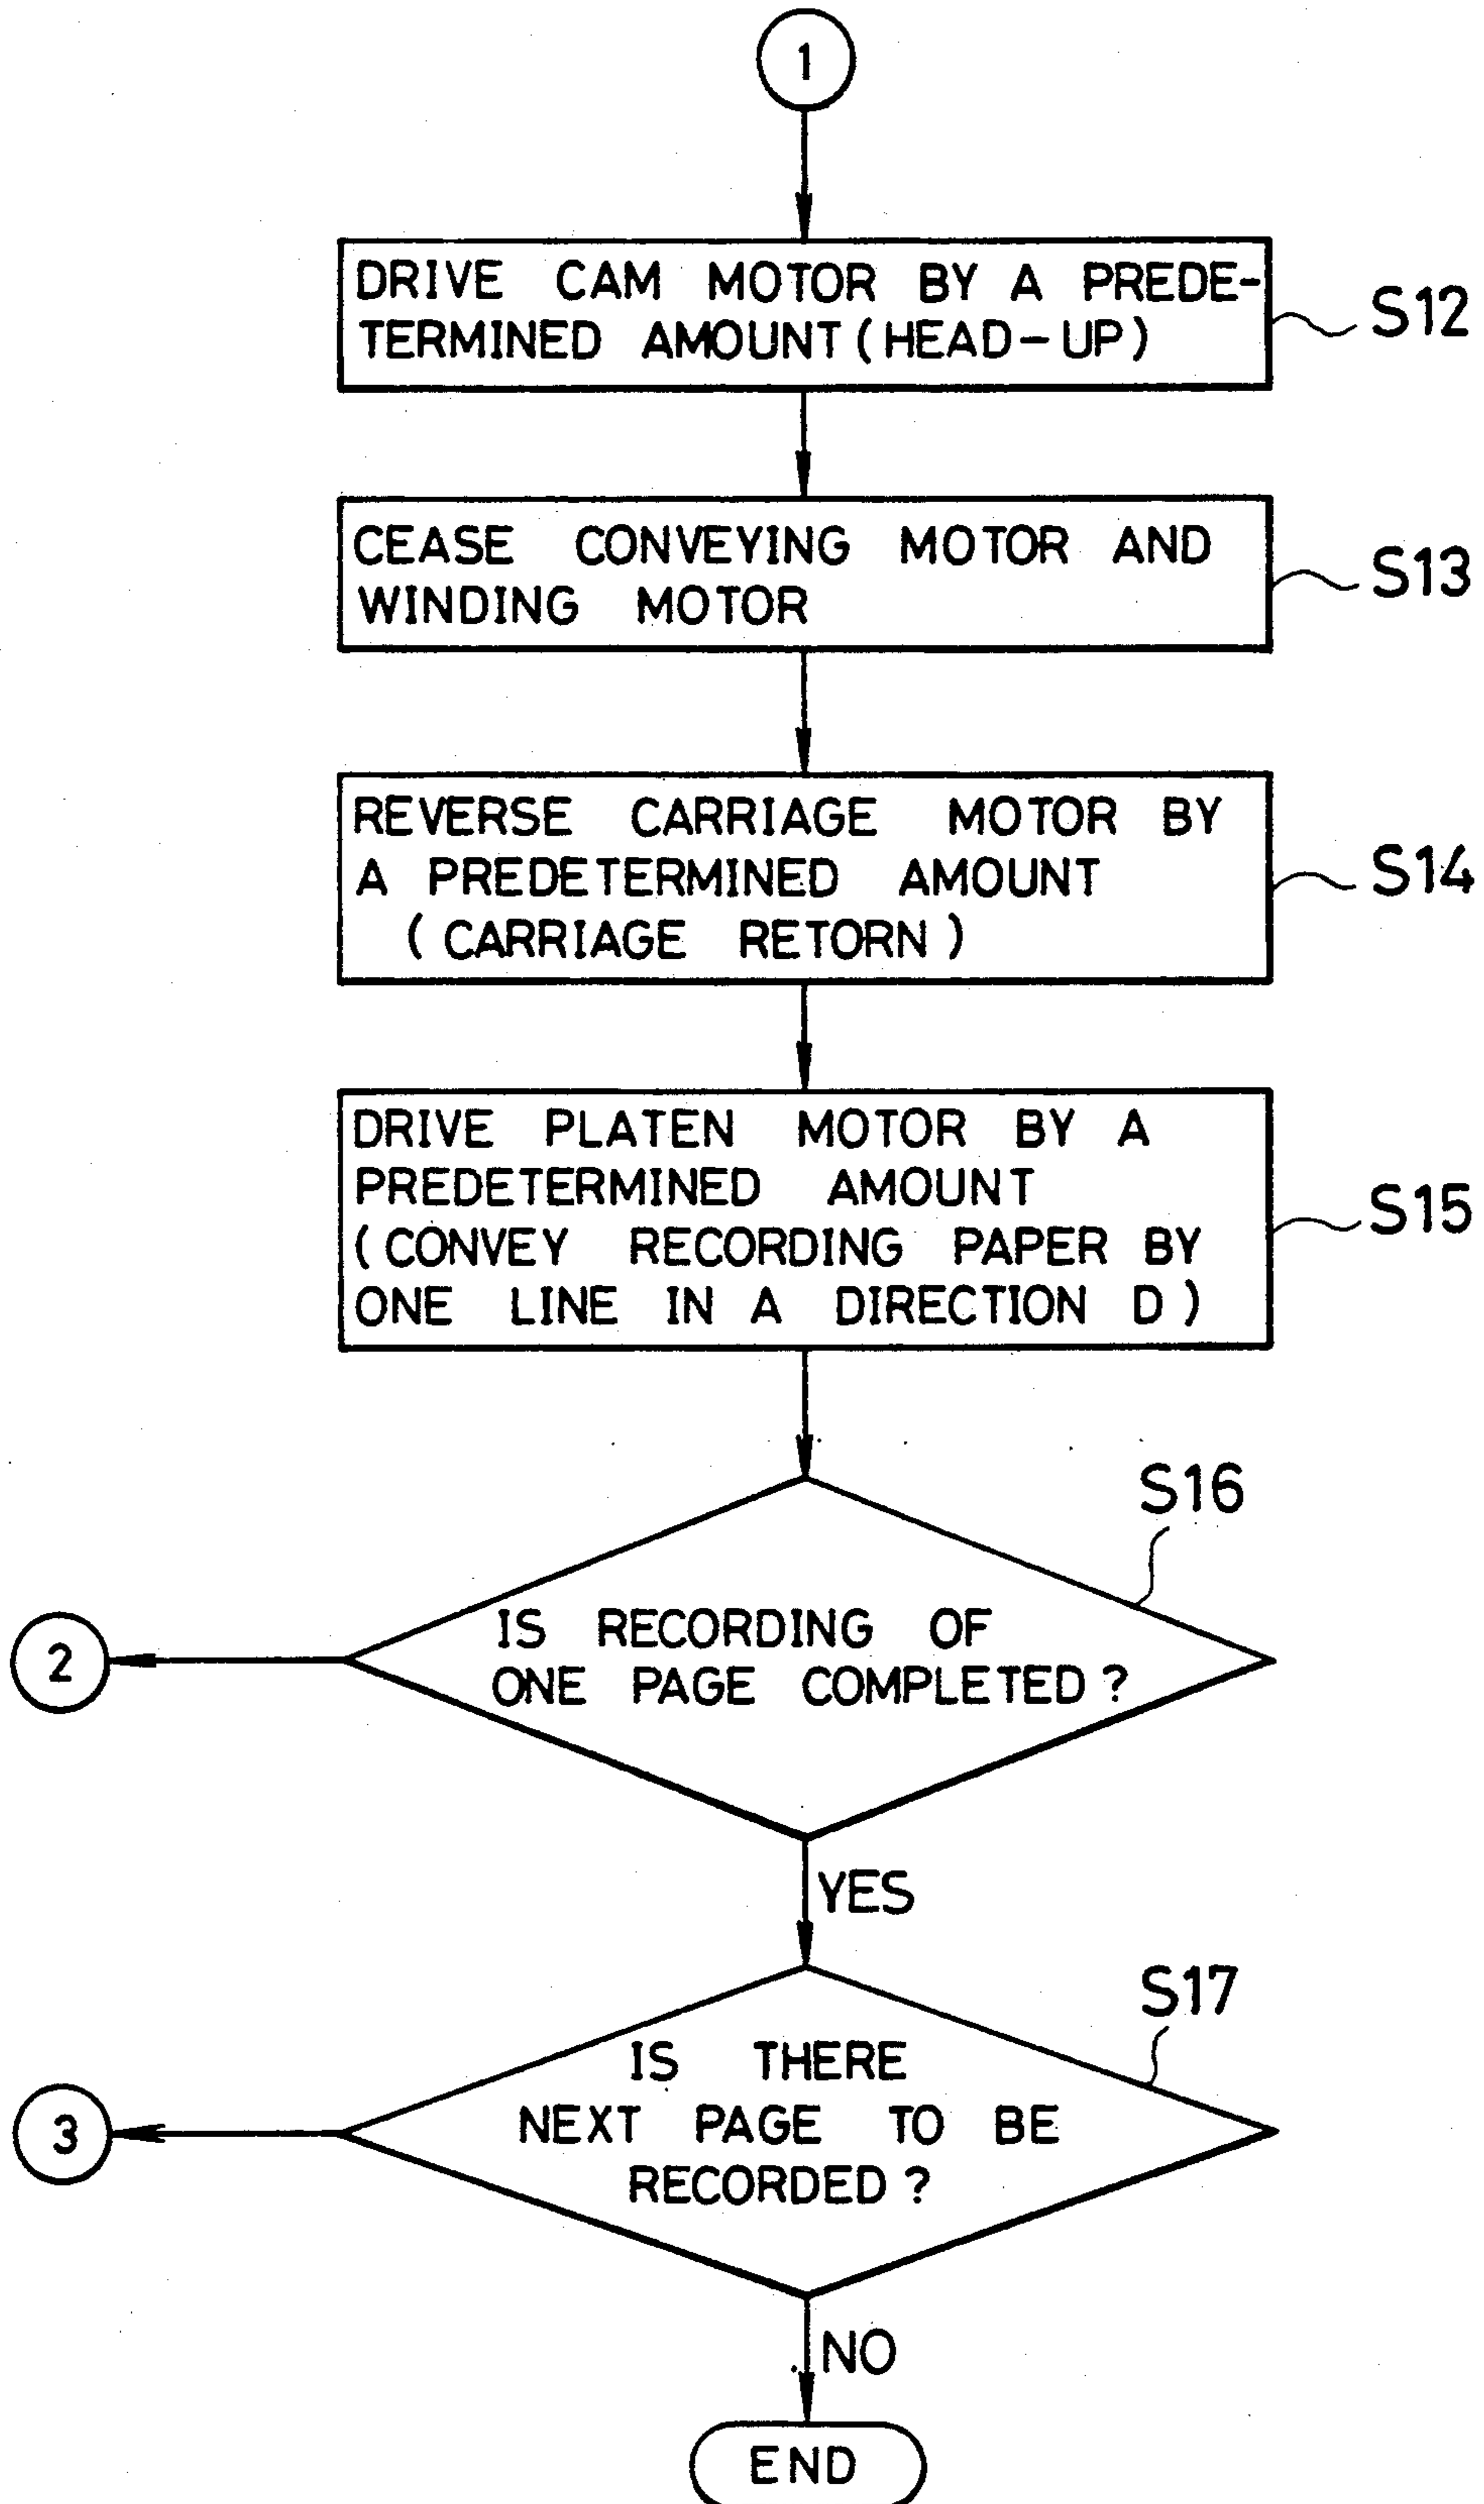 1
DRIVE CAM MOTOR BY A PREDE-
TERMINED AMOUNT (HEAD-UP)
S12
CEASE CONVEYING MOTOR AND
WINDING MOTOR
S13
REVERSE CARRIAGE MOTOR BY
A PREDETERMINED AMOUNT
( CARRIAGE RETORN )
S14
DRIVE PLATEN MOTOR BY A
PREDETERMINED AMOUNT
( CONVEY RECORDING PAPER BY
ONE LINE IN A DIRECTION D )
S15
S16
IS RECORDING OF
ONE PAGE COMPLETED ?
2
YES
S17
IS THERE
NEXT PAGE TO BE
RECORDED ?
3
NO
END